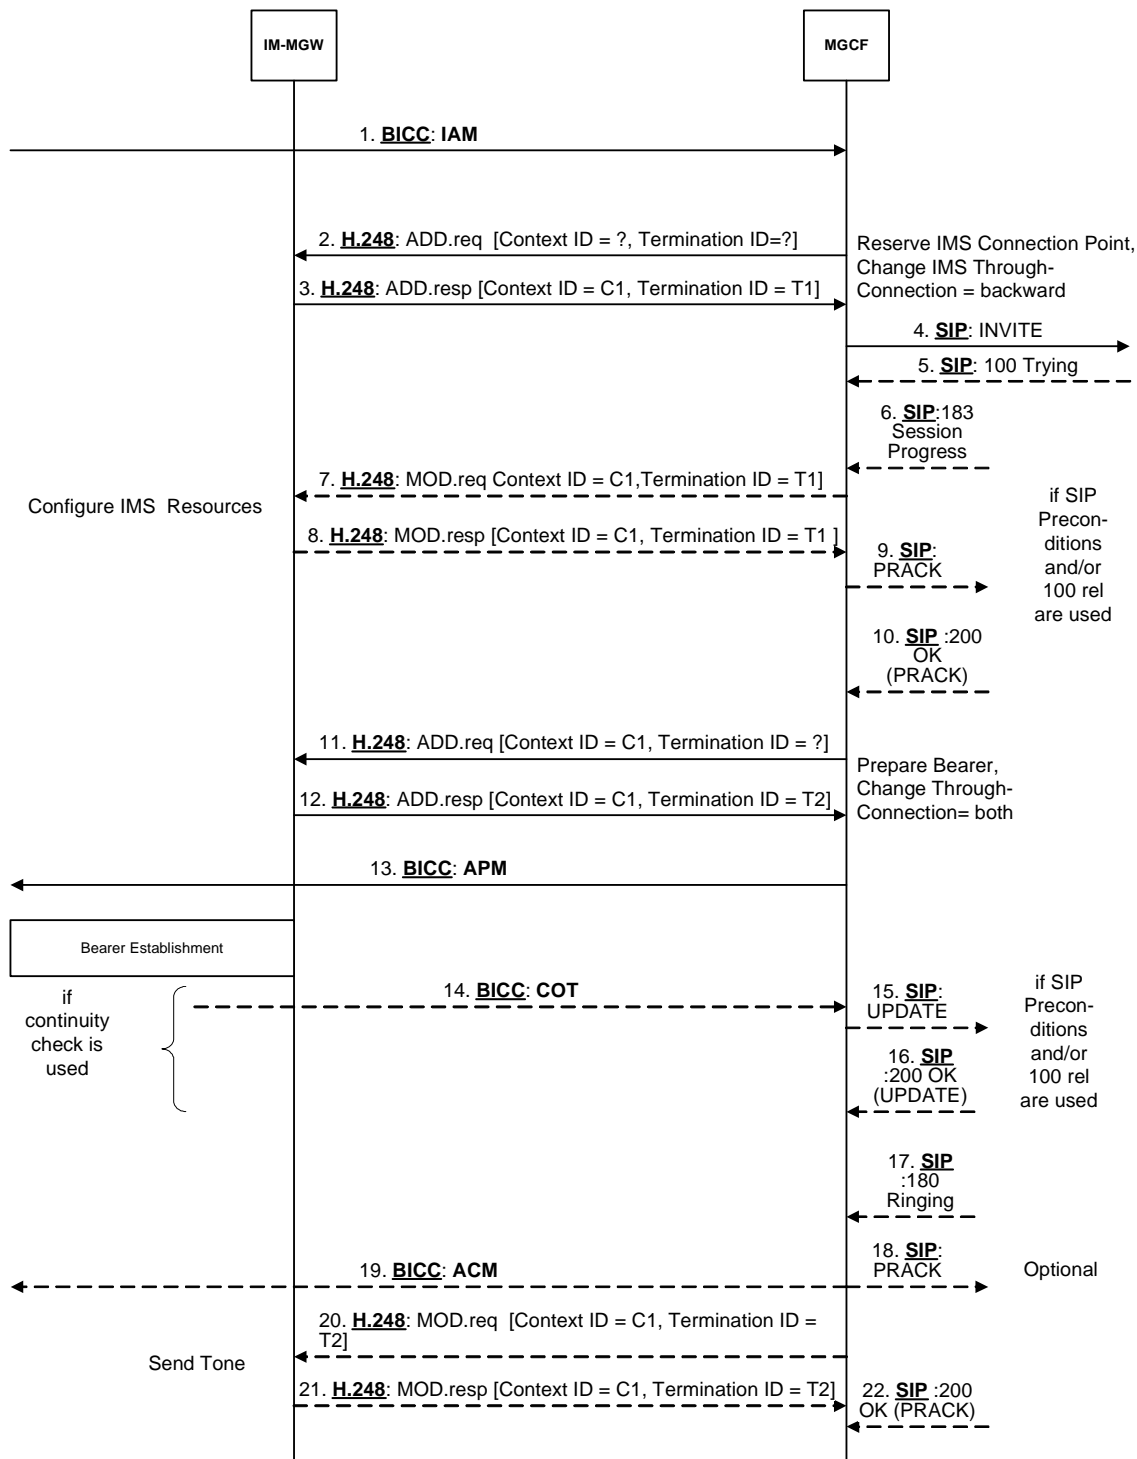 IM-MGW
MGCF
1. BICC: IAM
2. H.248: ADD.req [Context ID = ?, Termination ID=?]
Reserve IMS Connection Point,
Change IMS Through-
Connection = backward
3. H.248: ADD.resp [Context ID = C1, Termination ID = T1]
4. SIP: INVITE
5. SIP: 100 Trying
6. SIP:183
Session
Progress
7. H.248: MOD.req Context ID = C1,Termination ID = T1]
Configure IMS Resources
8. H.248: MOD.resp [Context ID = C1, Termination ID = T1 ]
9. SIP:
PRACK
if SIP
Precon-
ditions
and/or
100 rel
are used
10. SIP :200
OK
(PRACK)
11. H.248: ADD.req [Context ID = C1, Termination ID = ?]
Prepare Bearer,
Change Through-
Connection= both
12. H.248: ADD.resp [Context ID = C1, Termination ID = T2]
13. BICC: APM
Bearer Establishment
if
continuity
check is
used
14. BICC: COT
15. SIP:
UPDATE
if SIP
Precon-
ditions
and/or
100 rel
are used
16. SIP
:200 OK
(UPDATE)
17. SIP
:180
Ringing
18. SIP:
PRACK
Optional
19. BICC: ACM
20. H.248: MOD.req [Context ID = C1, Termination ID =
T2]
Send Tone
21. H.248: MOD.resp [Context ID = C1, Termination ID = T2]
22. SIP :200
OK (PRACK)